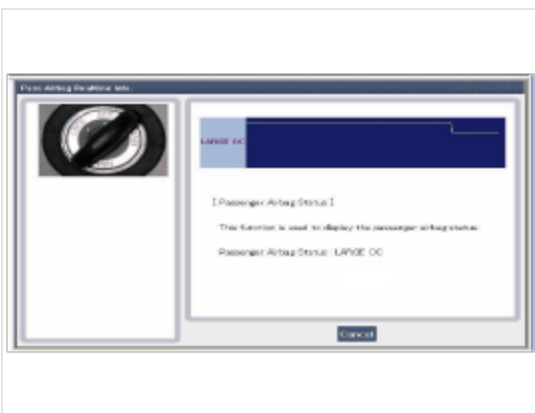 Pass Airbag Realtime Info.
LARGE OC
[ Passenger Airbag Status ]
This function is used to display the passenger airbag status.
Passenger Airbag Status : LARGE OC
Cancel